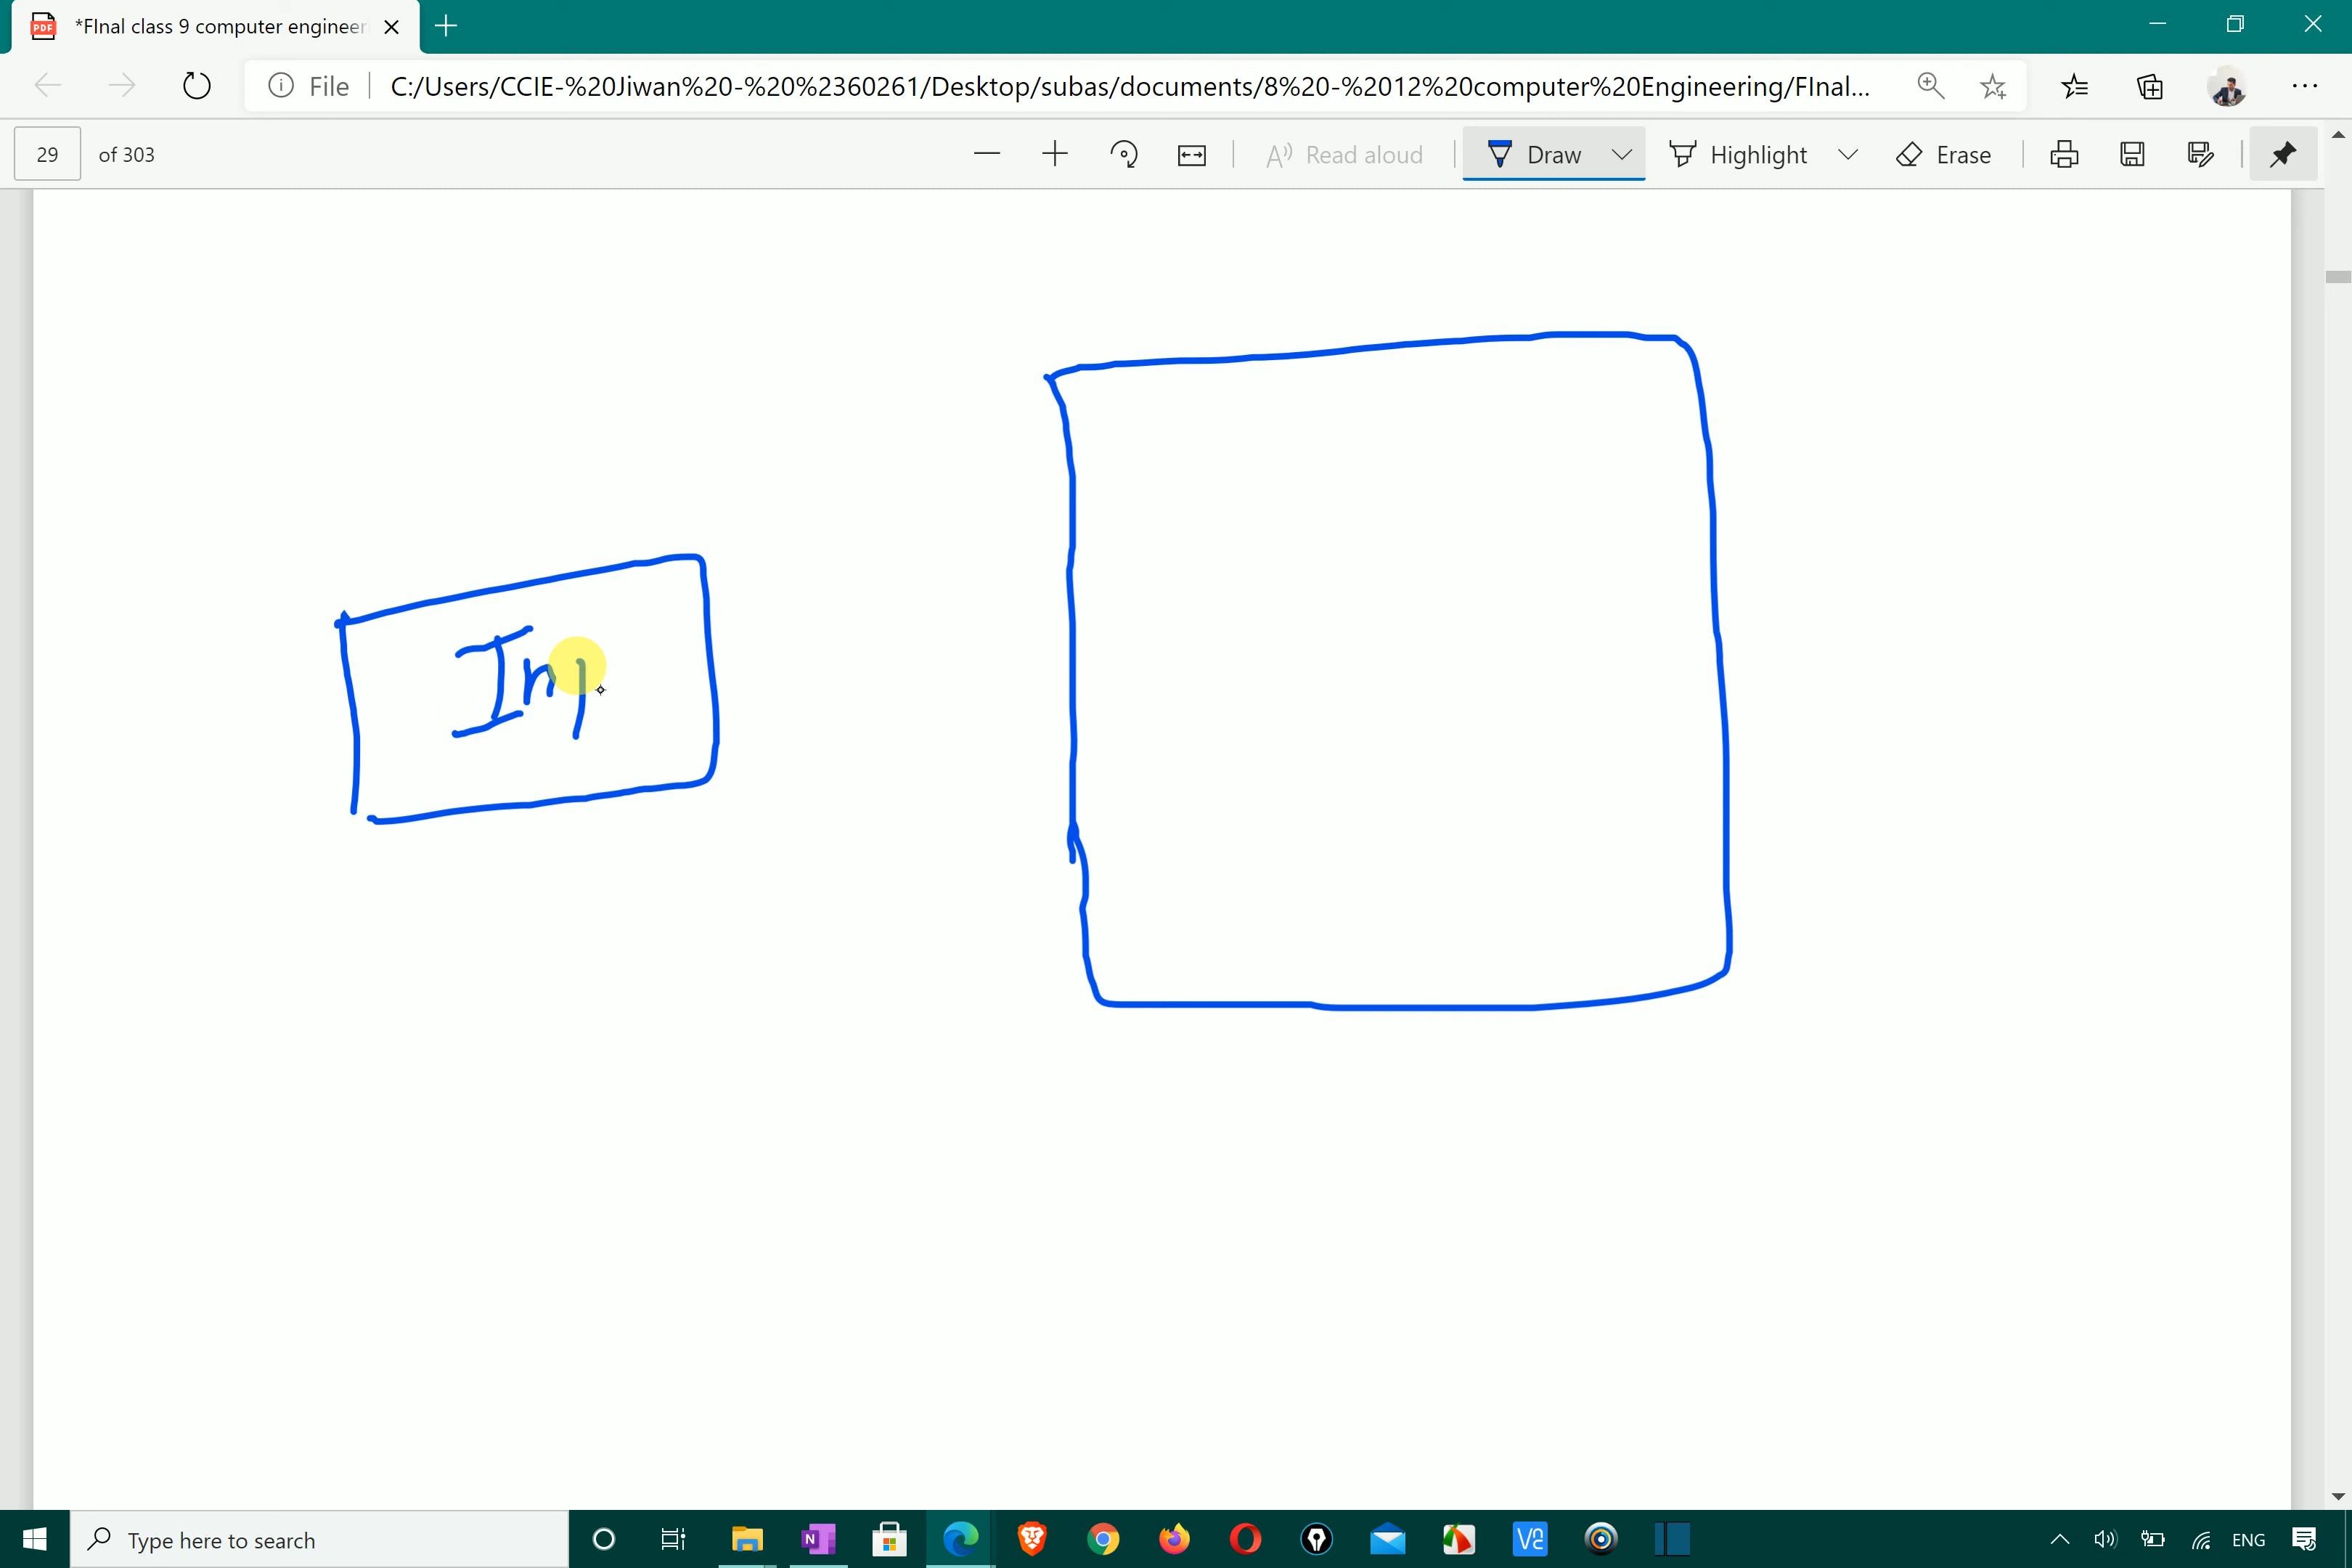 *FInal class 9 computer engineer
File
C:/Users/CCIE-%20Jiwan%20-%20%2360261/Desktop/subas/documents/8%20-%2012%20computer%20Engineering/FInal...
29 of 303
Read aloud
Draw
Highlight
Erase
In
Type here to search
ENG